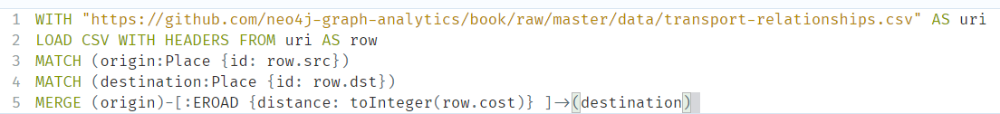 1 WITH "https://github.com/neo4j-graph-analytics/book/raw/master/data/transport-relationships.csv" AS uri
2 LOAD CSV WITH HEADERS FROM uri AS row
3 MATCH (origin:Place {id: row.src})
4 MATCH (destination:Place {id: row.dst})
5 MERGE (origin)-[:EROAD {distance: toInteger(row.cost)} ]->(destination)